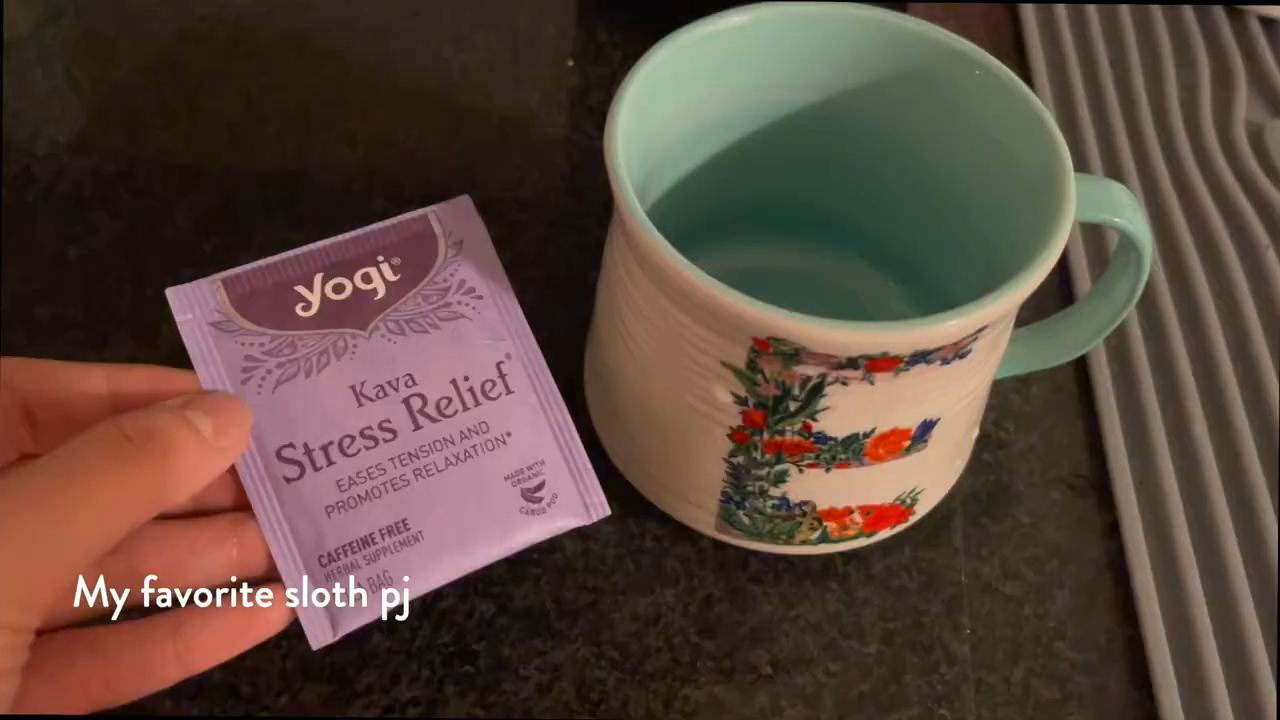 yogi®
Kava
Stress Relief®
EASES TENSION AND
PROMOTES RELAXATION*
MADE WITH
ORGANIC
CAROB POD
CAFFEINE FREE
HERBAL SUPPLEMENT
BAG
My favorite sloth pj
E